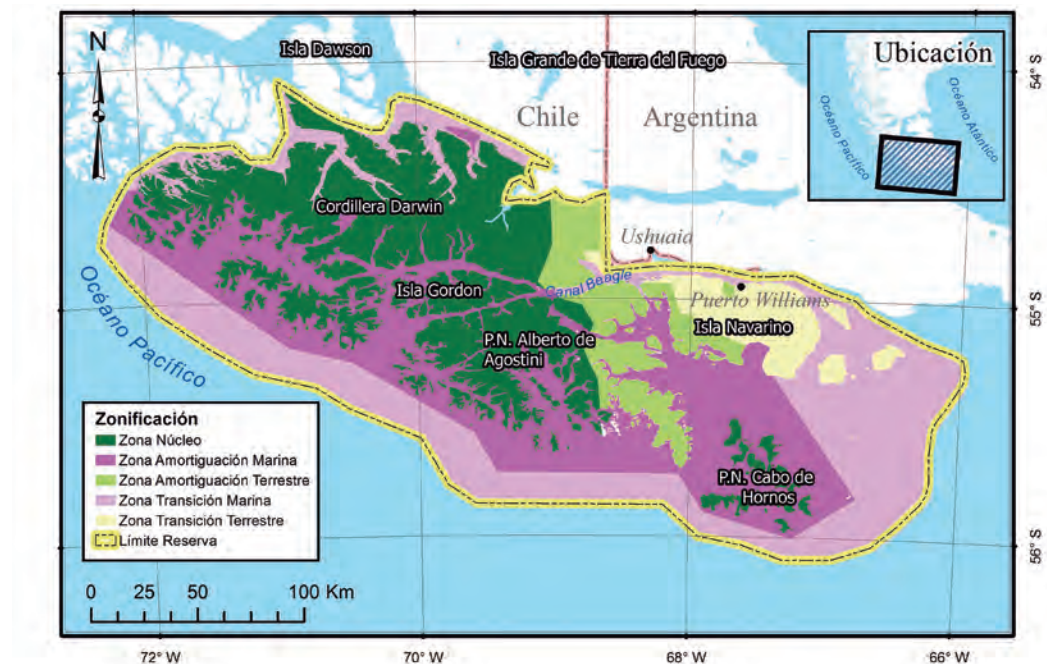 N
Isla Dawson
Isla Grande de Tierra del Fuego
Chile
Argentina
Ubicación
Océano Pacífico
Océano Atlántico
54° S
Cordillera Darwin
Ushuaia
Canal Beagle
Isla Gordon
Puerto Williams
Isla Navarino
55° S
Océano Pacífico
P.N. Alberto de
Agostini
P.N. Cabo de
Hornos
Zonificación
Zona Núcleo
Zona Amortiguación Marina
Zona Amortiguación Terrestre
Zona Transición Marina
Zona Transición Terrestre
Límite Reserva
56° S
0 25 50 100 Km
72° W
70° W
68° W
66° W